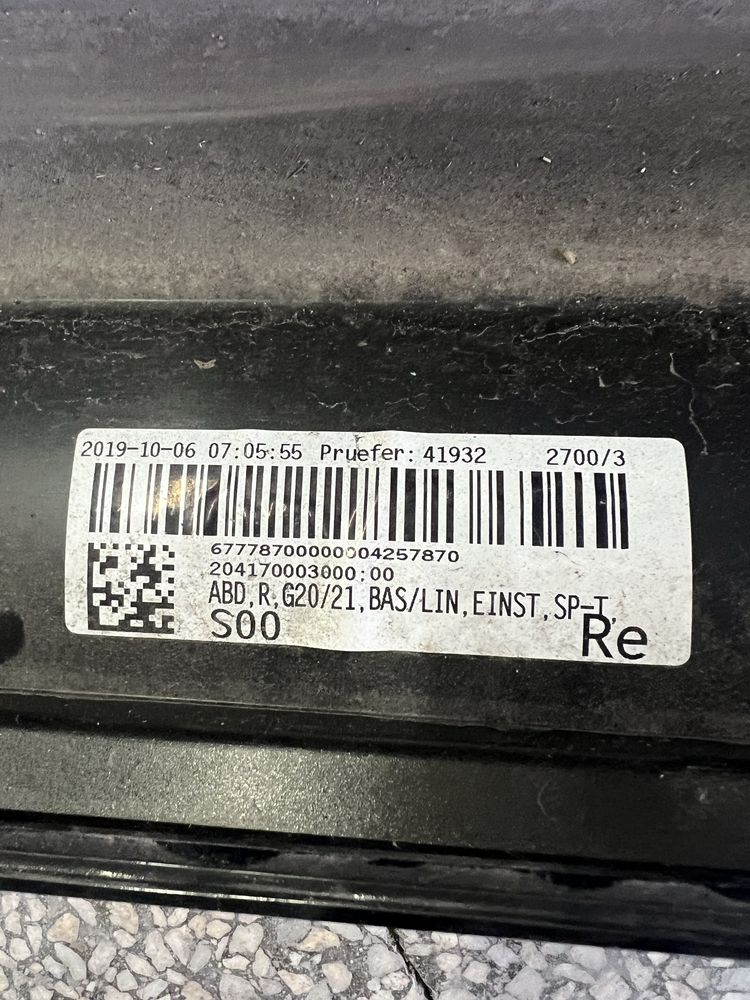 2019-10-06 07:05:55 Pruefer: 41932 2700/3
67778700000004257870
204170003000:00
ABD,R,G20/21,BAS/LIN,EINST,SP-T,
S00 Re